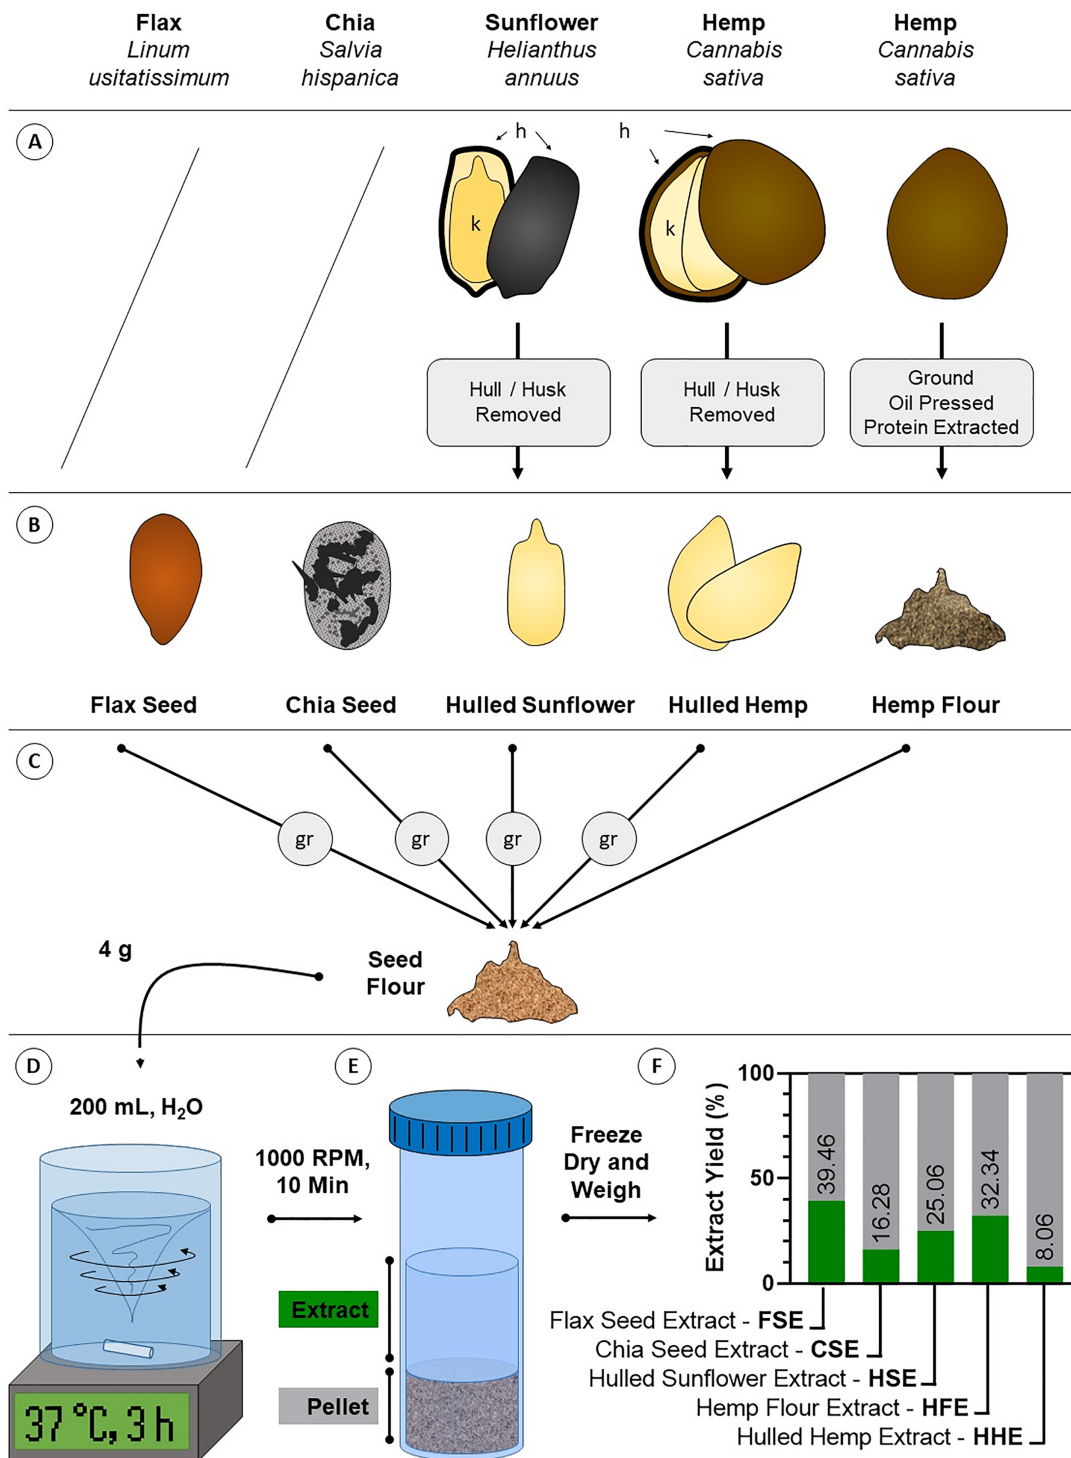 Flax
Linum
usitatissimum
Chia
Salvia
hispanica
Sunflower
Helianthus
annuus
Hemp
Cannabis
sativa
Hemp
Cannabis
sativa
A
h
k
h
k
Hull / Husk
Removed
Hull / Husk
Removed
Ground
Oil Pressed
Protein Extracted
B
Flax Seed
Chia Seed
Hulled Sunflower
Hulled Hemp
Hemp Flour
C
gr
gr
gr
gr
4 g
Seed
Flour
D
200 mL, H₂O
37 °C, 3 h
1000 RPM,
10 Min
E
Extract
Pellet
Freeze
Dry and
Weigh
F
Extract Yield (%)
100
50
0
39.46
16.28
25.06
32.34
8.06
Flax Seed Extract - FSE
Chia Seed Extract - CSE
Hulled Sunflower Extract - HSE
Hemp Flour Extract - HFE
Hulled Hemp Extract - HHE